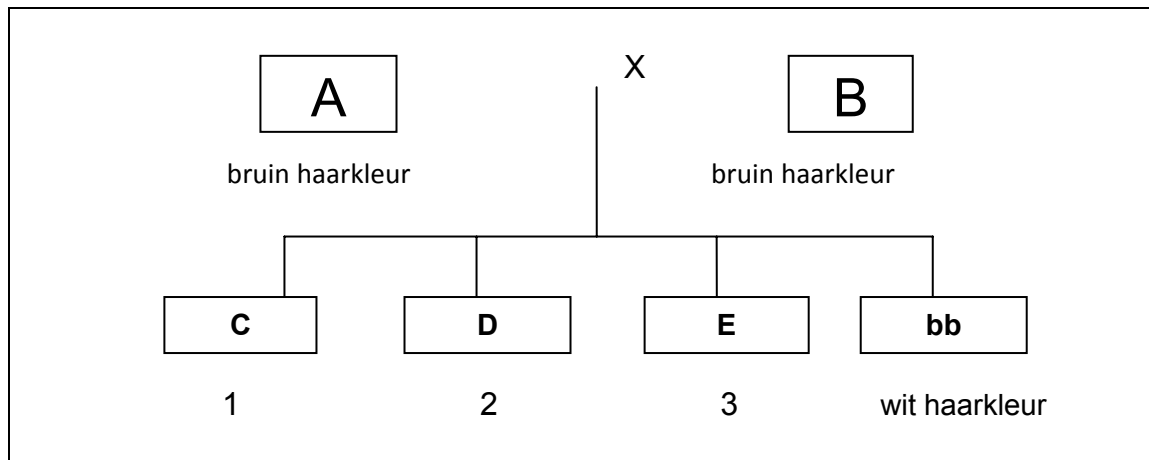 X
A B
bruin haarkleur bruin haarkleur
C D E bb
1 2 3 wit haarkleur